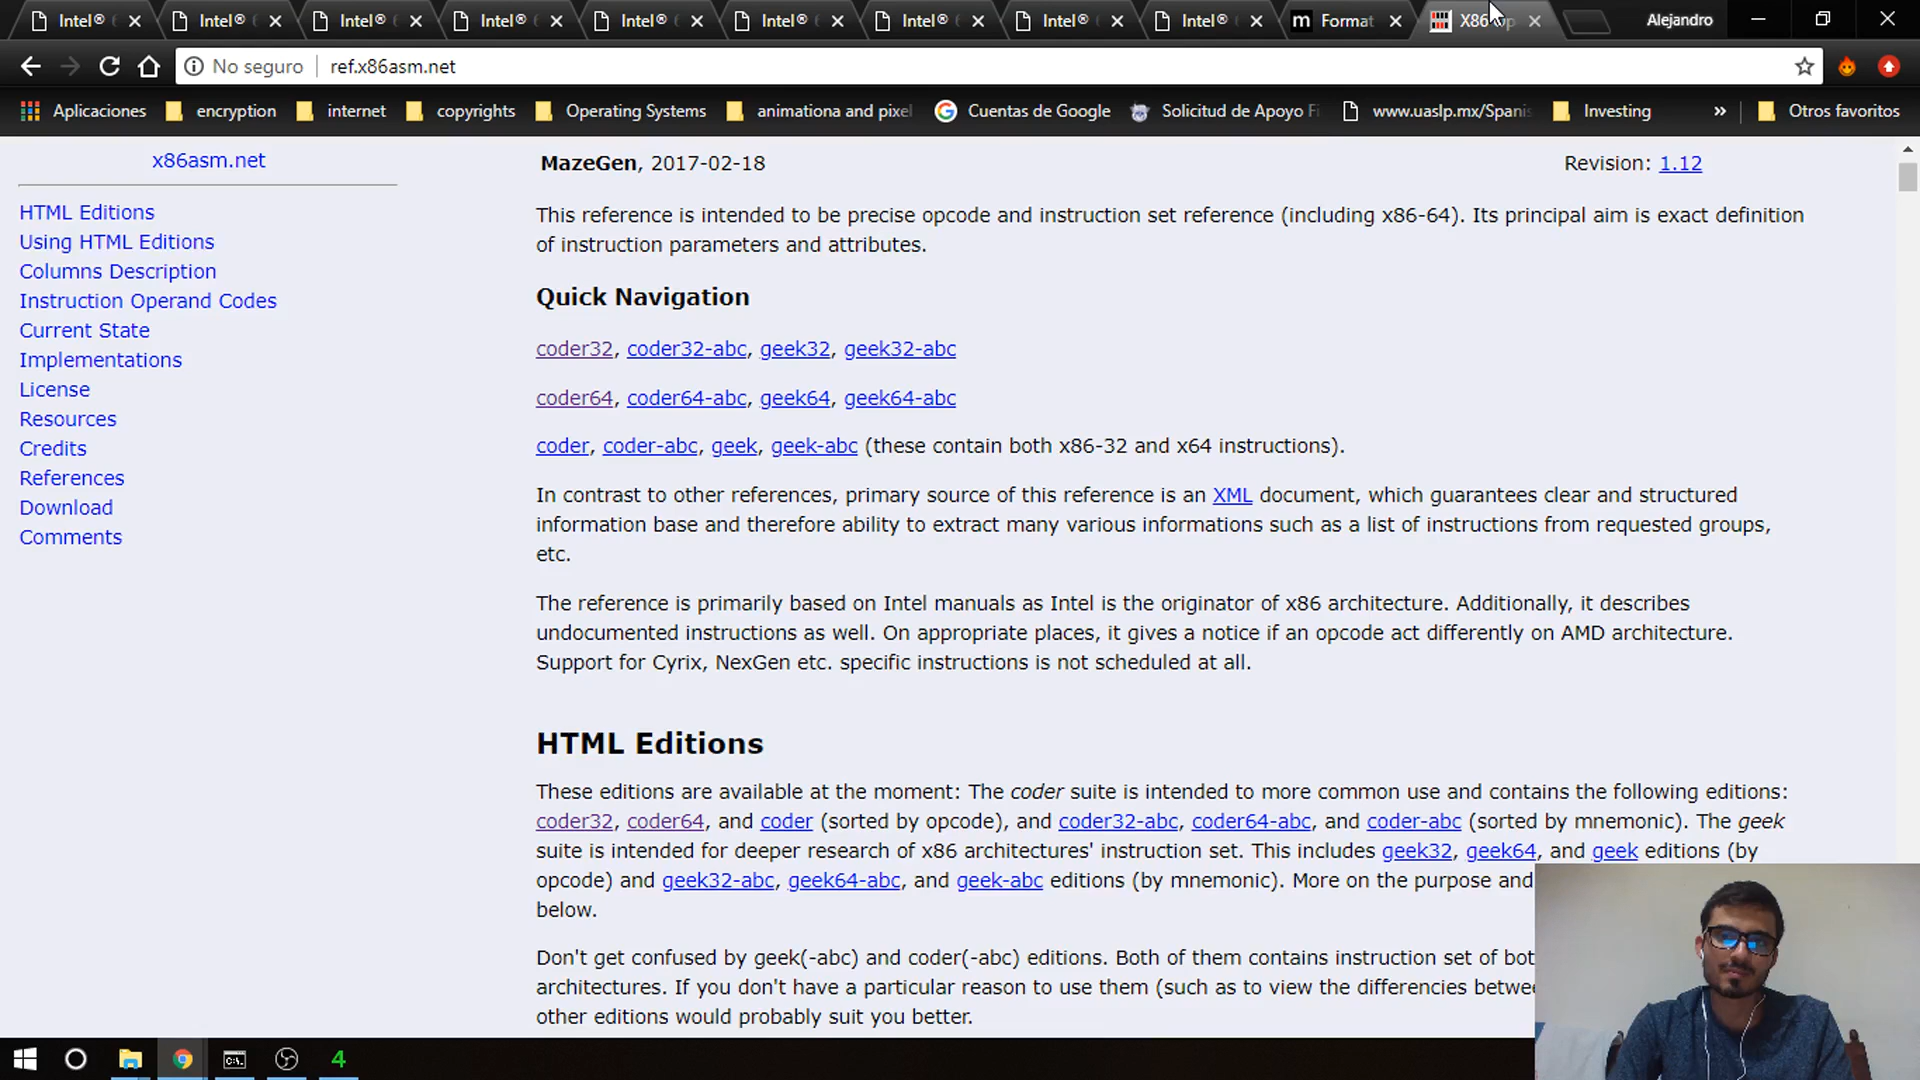 Intel® Intel® Intel® Intel® Intel® Intel® Intel® Intel® Intel® Format X86 Alejandro
No seguro ref.x86asm.net
Aplicaciones encryption internet copyrights Operating Systems animationa and pixel Cuentas de Google Solicitud de Apoyo Fi www.uaslp.mx/Spanis Investing » Otros favoritos
x86asm.net
HTML Editions
Using HTML Editions
Columns Description
Instruction Operand Codes
Current State
Implementations
License
Resources
Credits
References
Download
Comments
MazeGen, 2017-02-18 Revision: 1.12
This reference is intended to be precise opcode and instruction set reference (including x86-64). Its principal aim is exact definition
of instruction parameters and attributes.
Quick Navigation
coder32, coder32-abc, geek32, geek32-abc
coder64, coder64-abc, geek64, geek64-abc
coder, coder-abc, geek, geek-abc (these contain both x86-32 and x64 instructions).
In contrast to other references, primary source of this reference is an XML document, which guarantees clear and structured
information base and therefore ability to extract many various informations such as a list of instructions from requested groups,
etc.
The reference is primarily based on Intel manuals as Intel is the originator of x86 architecture. Additionally, it describes
undocumented instructions as well. On appropriate places, it gives a notice if an opcode act differently on AMD architecture.
Support for Cyrix, NexGen etc. specific instructions is not scheduled at all.
HTML Editions
These editions are available at the moment: The coder suite is intended to more common use and contains the following editions:
coder32, coder64, and coder (sorted by opcode), and coder32-abc, coder64-abc, and coder-abc (sorted by mnemonic). The geek
suite is intended for deeper research of x86 architectures' instruction set. This includes geek32, geek64, and geek editions (by
opcode) and geek32-abc, geek64-abc, and geek-abc editions (by mnemonic). More on the purpose and
below.
Don't get confused by geek(-abc) and coder(-abc) editions. Both of them contains instruction set of bot
architectures. If you don't have a particular reason to use them (such as to view the differencies betwee
other editions would probably suit you better.